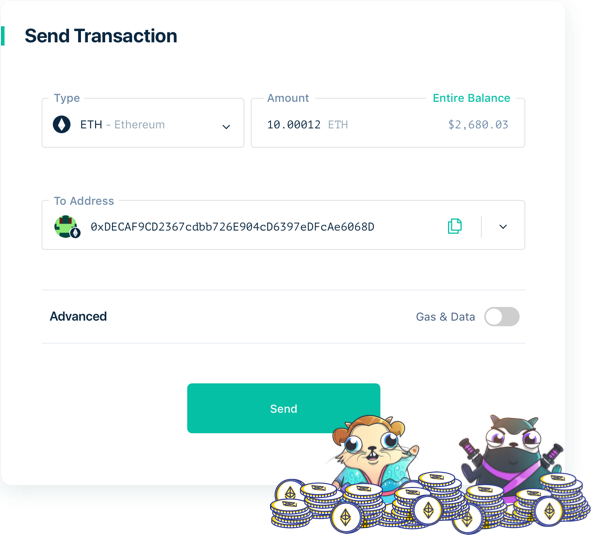 Send Transaction
Type
ETH - Ethereum
Amount
Entire Balance
10.00012 ETH
$2,680.03
To Address
0xDECAF9CD2367cdbb726E904cD6397eDFcAe6068D
Advanced
Gas & Data
Send